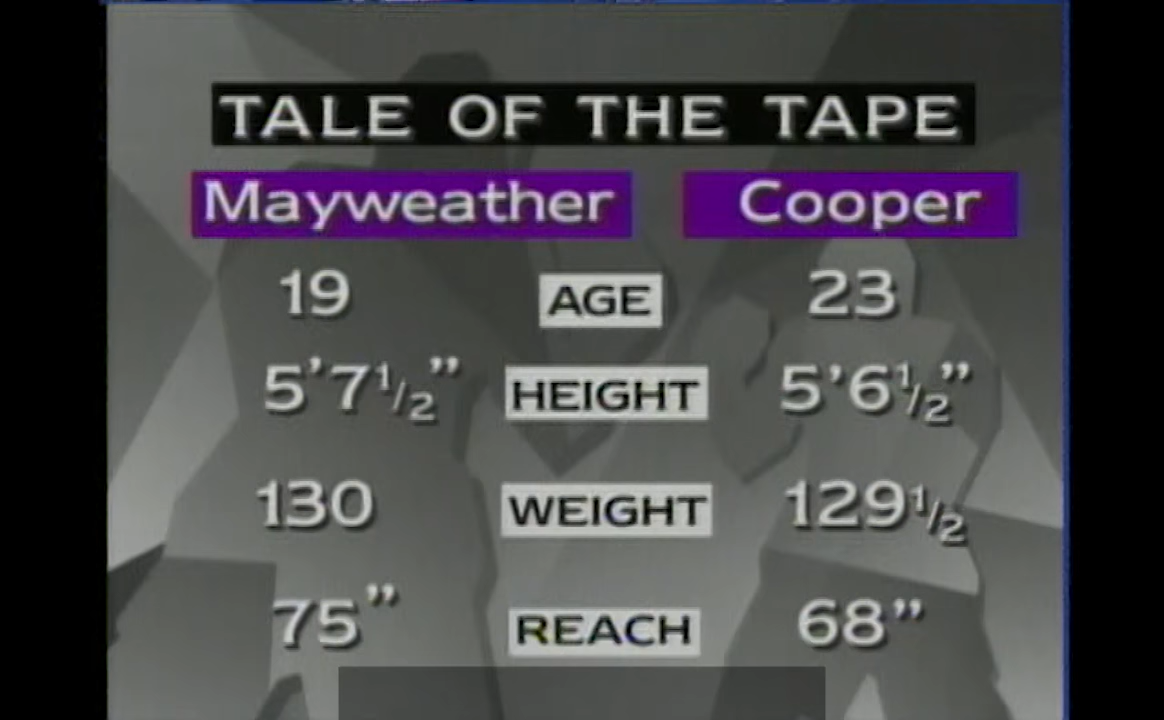 TALE OF THE TAPE
Mayweather Cooper
19 AGE 23
5’7½” HEIGHT 5’6½”
130 WEIGHT 129½
75” REACH 68”